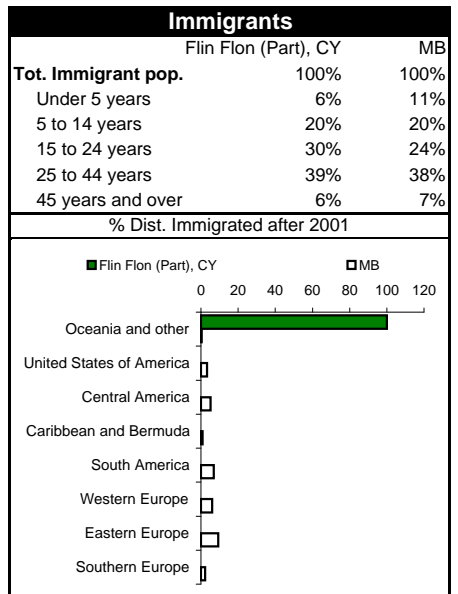 Immigrants
Flin Flon (Part), CY MB
Tot. Immigrant pop. 100% 100%
Under 5 years 6% 11%
5 to 14 years 20% 20%
15 to 24 years 30% 24%
25 to 44 years 39% 38%
45 years and over 6% 7%
% Dist. Immigrated after 2001
Flin Flon (Part), CY MB
0 20 40 60 80 100 120
Oceania and other
United States of America
Central America
Caribbean and Bermuda
South America
Western Europe
Eastern Europe
Southern Europe